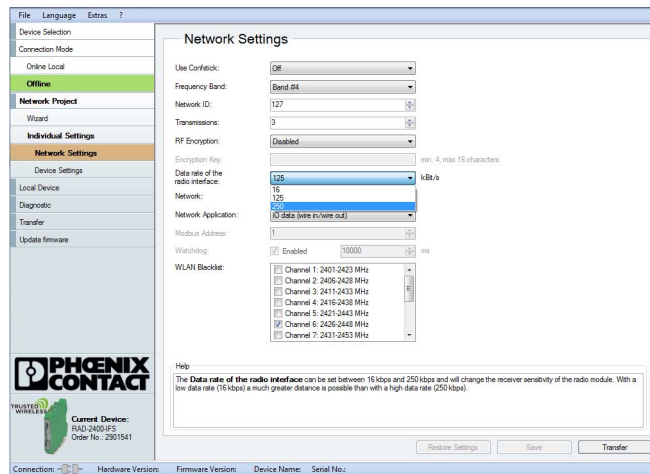 File Language Extras ?
Device Selection
Connection Mode
Online Local
Offline
Network Project
Wizard
Individual Settings
Network Settings
Device Settings
Local Device
Diagnostic
Transfer
Update firmware
PHŒNIX
CONTACT
TRUSTED
WIRELESS
Current Device:
RAD-2400-IFS
Order No.: 2901541
Network Settings
Use Confstick: Off
Frequency Band: Band #4
Network ID: 127
Transmissions: 3
RF Encryption: Disabled
Encryption Key: min. 4, max 16 characters
Data rate of the
radio interface: 125 kBit/s
16
125
250
Network:
Network Application: IO data (wire in/wire out)
Modbus Address: 1
Watchdog: Enabled 10000 ms
WLAN Blacklist:
Channel 1: 2401-2423 MHz
Channel 2: 2406-2428 MHz
Channel 3: 2411-2433 MHz
Channel 4: 2416-2438 MHz
Channel 5: 2421-2443 MHz
Channel 6: 2426-2448 MHz
Channel 7: 2431-2453 MHz
Help
The Data rate of the radio interface can be set between 16 kbps and 250 kbps and will change the receiver sensitivity of the radio module. With a
low data rate (16 kbps) a much greater distance is possible than with a high data rate (250 kbps).
Restore Settings Save Transfer
Connection: Hardware Version: Firmware Version: Device Name: Serial No.: